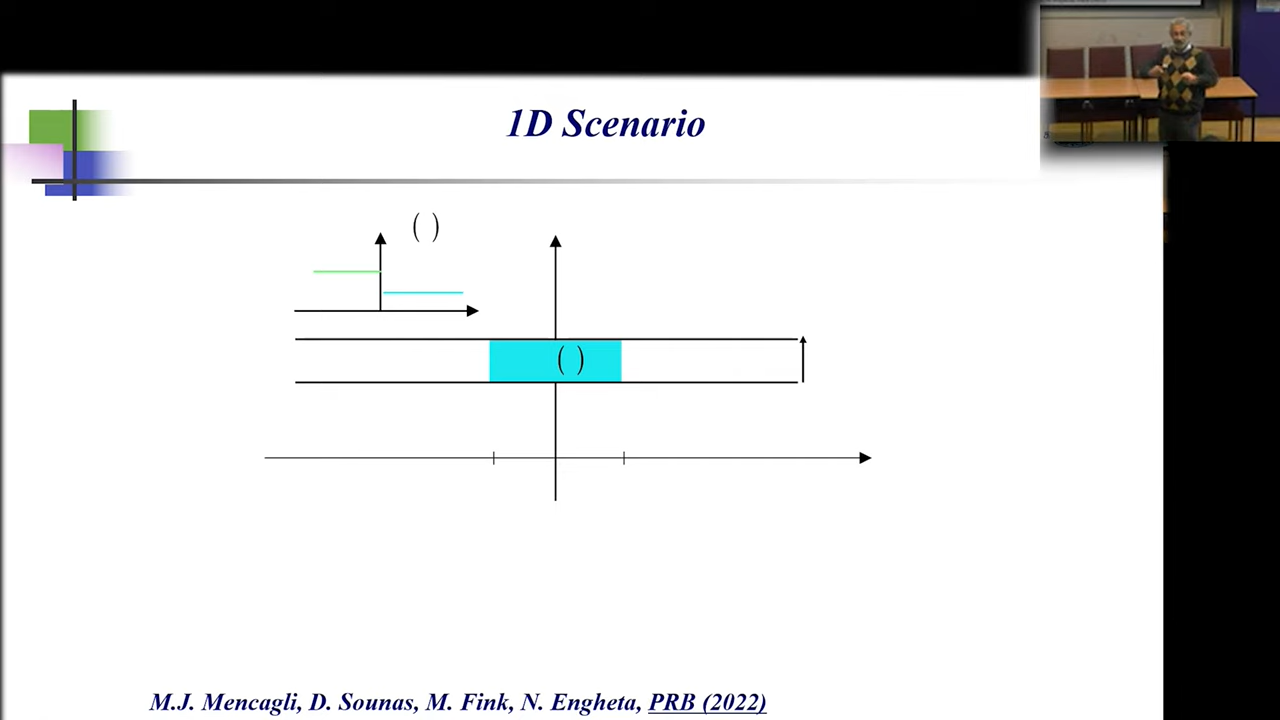 1D Scenario
( )
( )
M.J. Mencagli, D. Sounas, M. Fink, N. Engheta, PRB (2022)